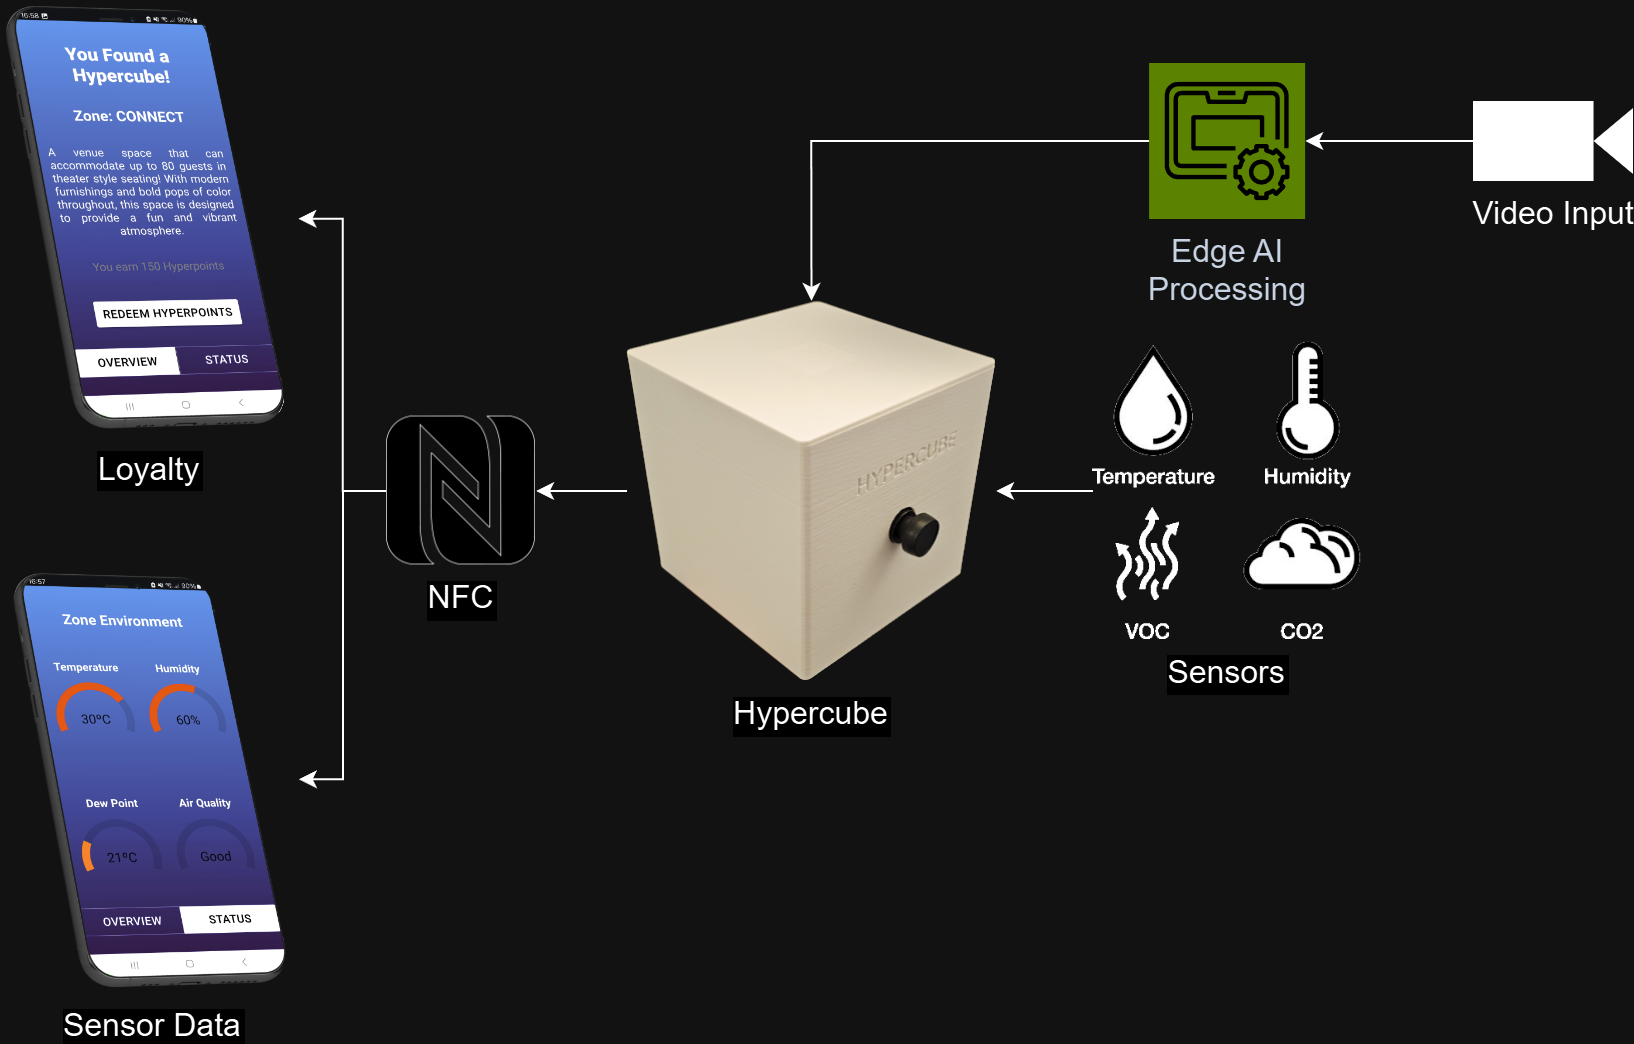 16:58
90%
You Found a
Hypercube!
Zone: CONNECT
A venue space that can
accommodate up to 80 guests in
theater style seating! With modern
furnishings and bold pops of color
throughout, this space is designed
to provide a fun and vibrant
atmosphere.
You earn 150 Hyperpoints
REDEEM HYPERPOINTS
OVERVIEW
STATUS
Loyalty
16:57
90%
Zone Environment
Temperature
Humidity
30°C
60%
Dew Point
Air Quality
21°C
Good
OVERVIEW
STATUS
Sensor Data
NFC
HYPERCUBE
Hypercube
Edge AI
Processing
Video Input
Temperature
Humidity
VOC
CO2
Sensors